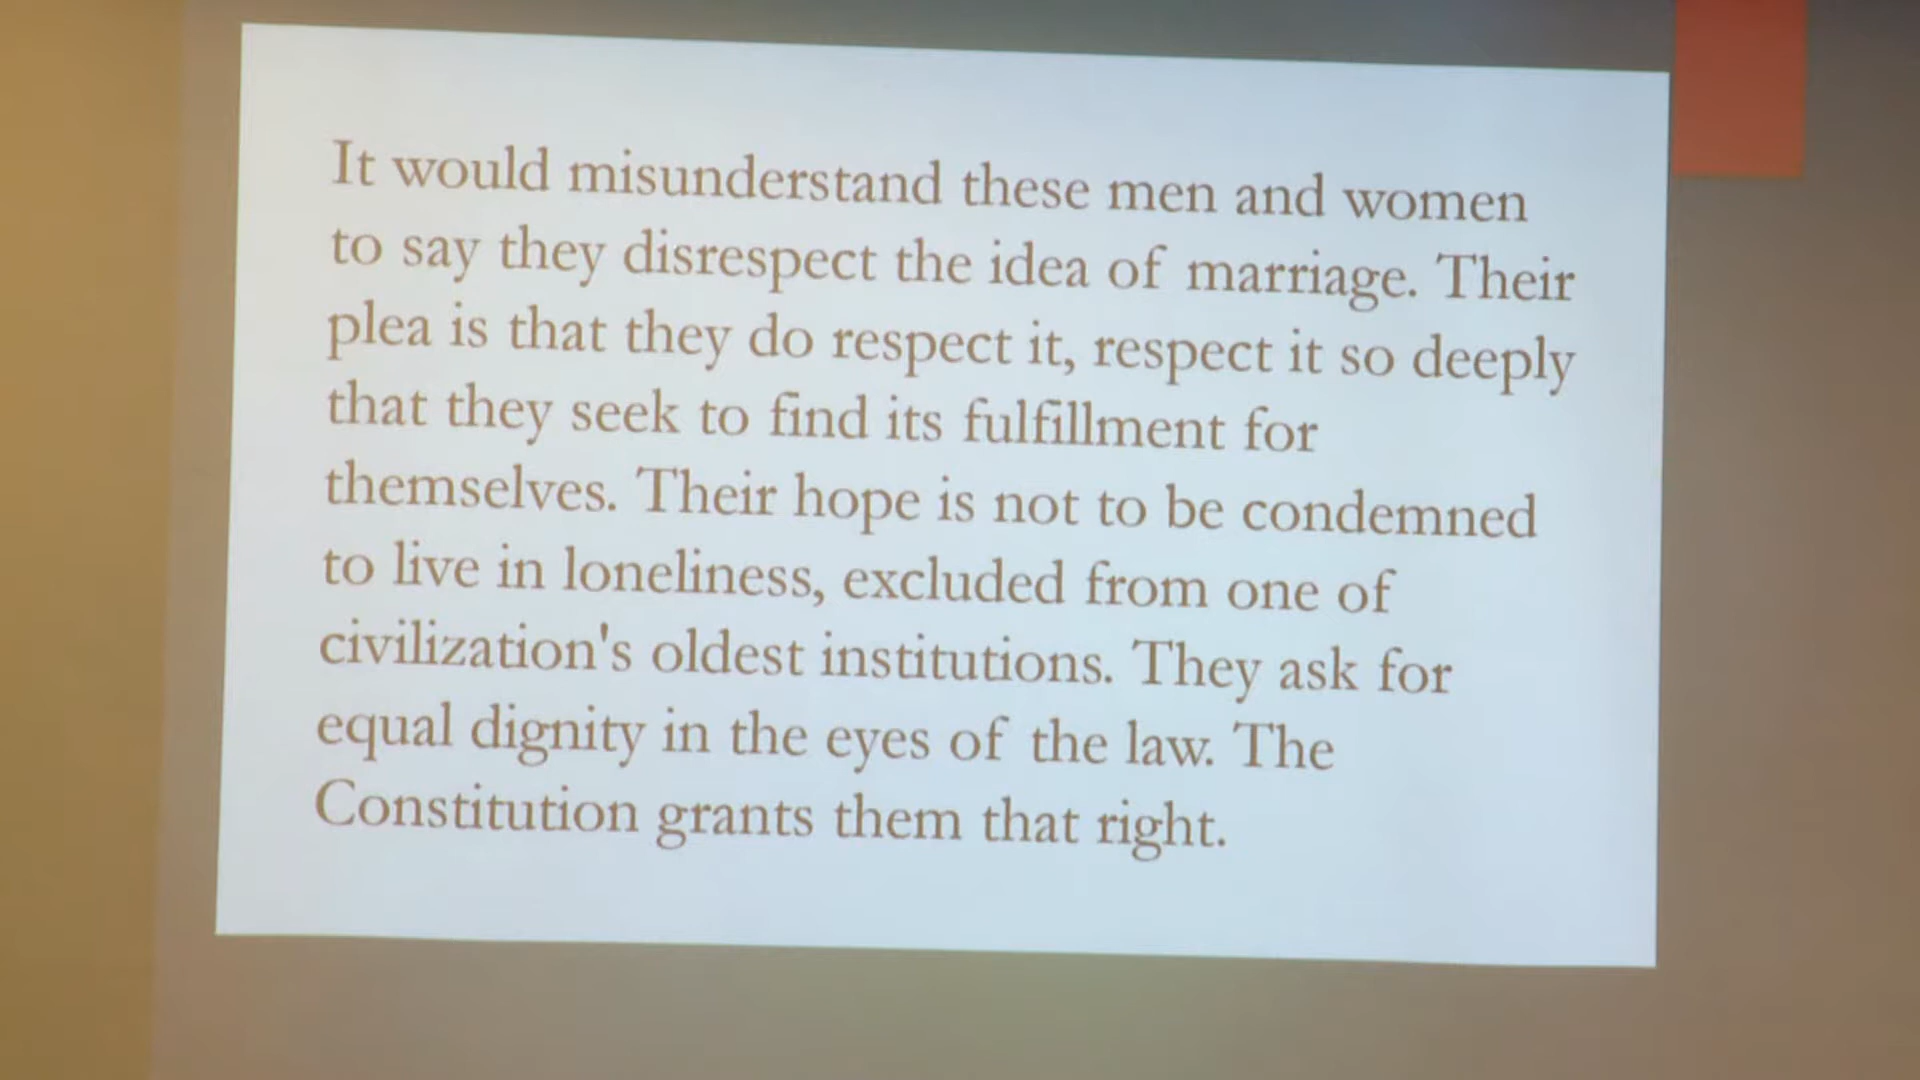 It would misunderstand these men and women
to say they disrespect the idea of marriage. Their
plea is that they do respect it, respect it so deeply
that they seek to find its fulfillment for
themselves. Their hope is not to be condemned
to live in loneliness, excluded from one of
civilization's oldest institutions. They ask for
equal dignity in the eyes of the law. The
Constitution grants them that right.